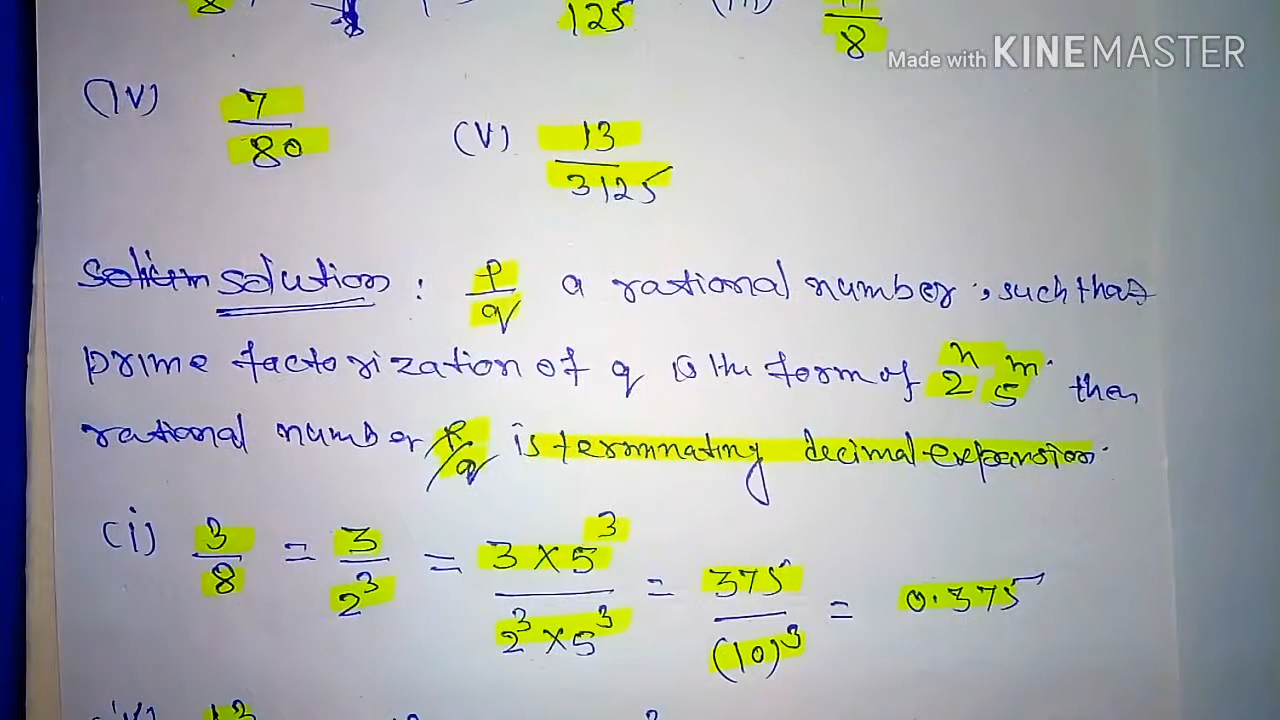 125
8
Made with KINEMASTER
(IV) 7/80 (V) 13/3125
solution : p/q a rational number, such that
prime factorization of q is the form of 2^n 5^m. then
rational number p/q is terminating decimal expansion.
(i) 3/8 = 3/2^3 = 3×5^3/2^3×5^3 = 375/(10)^3 = 0.375